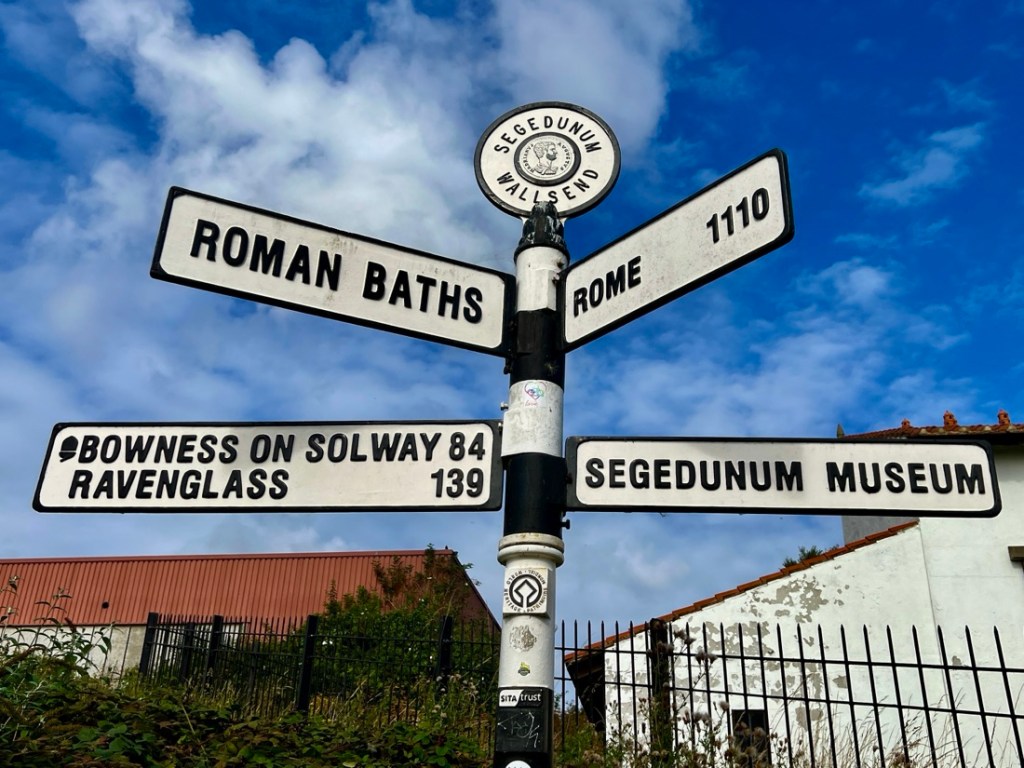 SEGEDUNUM
WALLSEND
ROMAN BATHS
ROME 1110
BOWNESS ON SOLWAY 84
RAVENGLASS 139
SEGEDUNUM MUSEUM
SITA trust